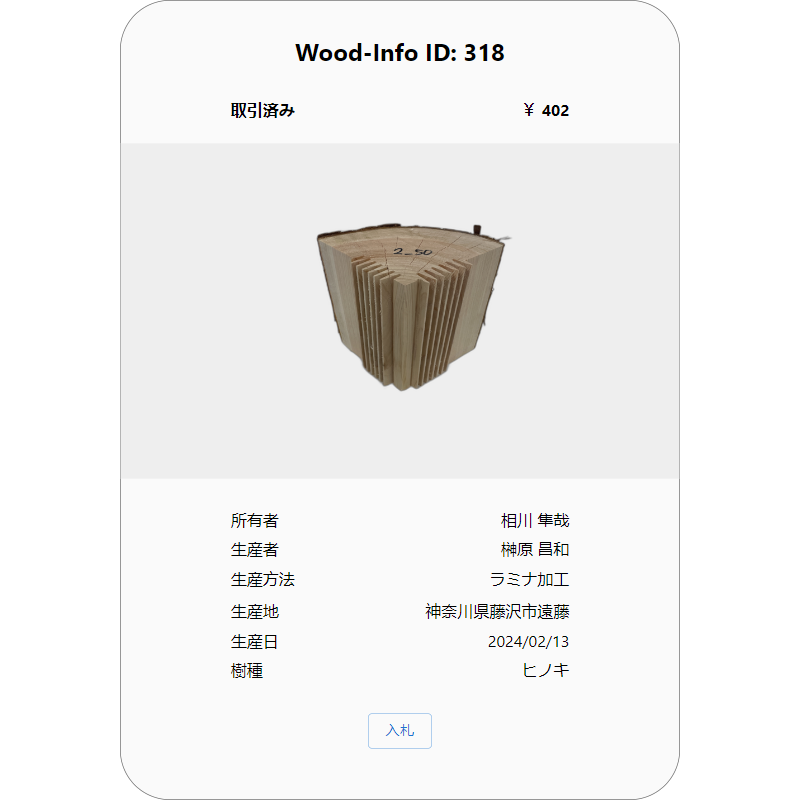 Wood-Info ID: 318
取引済み ￥ 402
2-50
所有者 相川 隼哉
生産者 榊原 昌和
生産方法 ラミナ加工
生産地 神奈川県藤沢市遠藤
生産日 2024/02/13
樹種 ヒノキ
入札